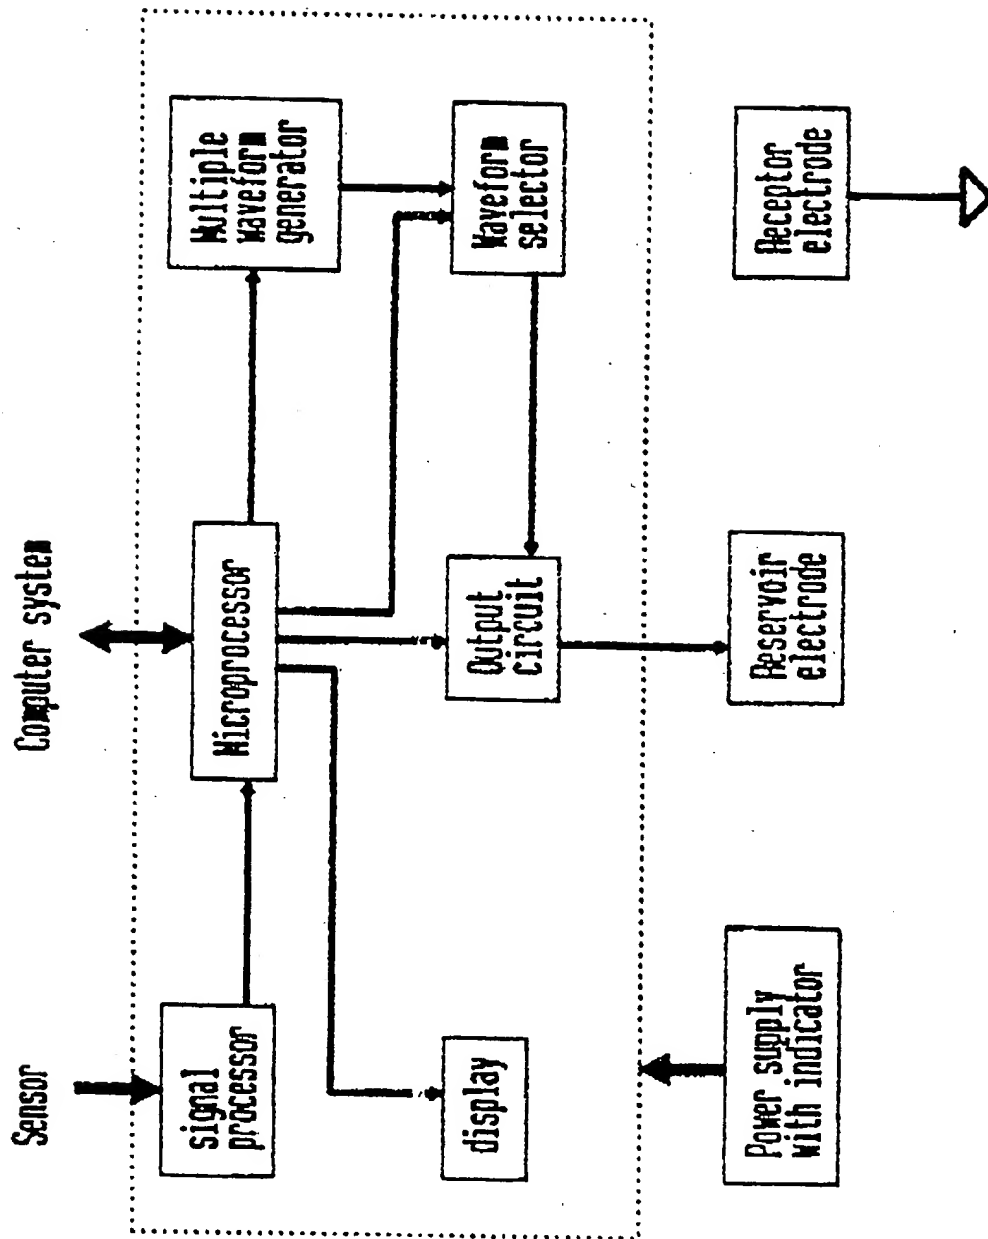 Sensor
Computer system
signal
processor
Microprocessor
Multiple
waveform
generator
display
Output
circuit
Waveform
selector
Power supply
with indicator
Reservoir
electrode
Receptor
electrode